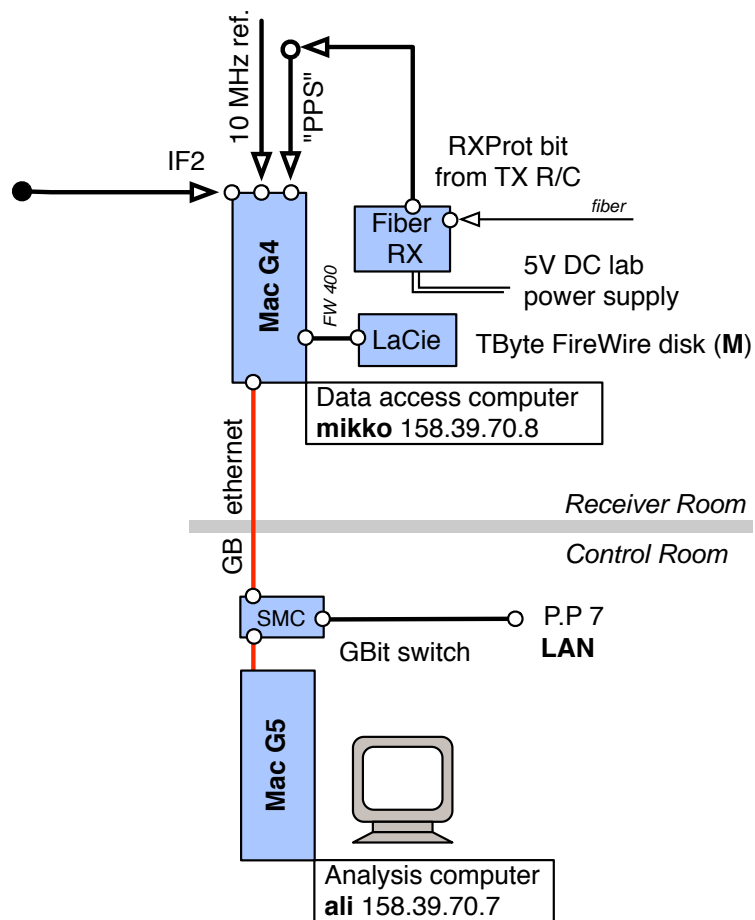 10 MHz ref.
"PPS"
IF2
RXProt bit
from TX R/C
fiber
Fiber
RX
5V DC lab
power supply
Mac G4
FW 400
LaCie
TByte FireWire disk (M)
Data access computer
mikko 158.39.70.8
GB ethernet
Receiver Room
Control Room
SMC
GBit switch
P.P 7
LAN
Mac G5
Analysis computer
ali 158.39.70.7